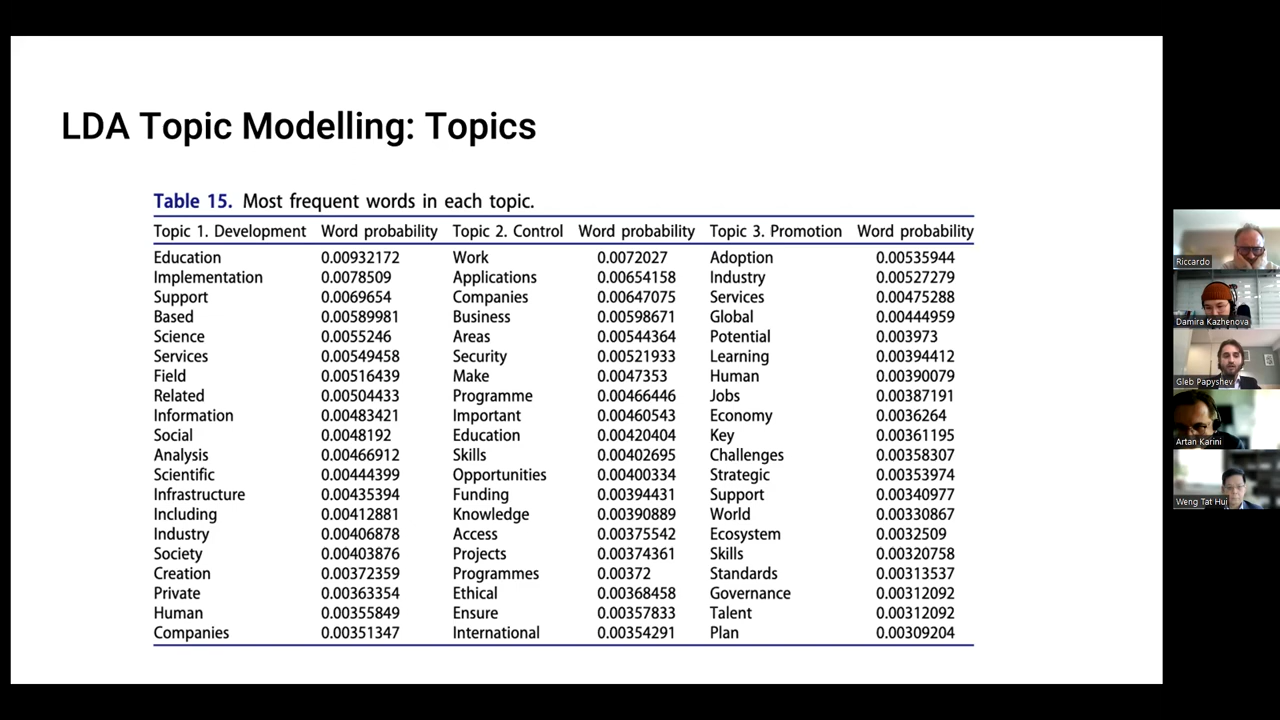 LDA Topic Modelling: Topics
Table 15. Most frequent words in each topic.
Topic 1. Development Word probability Topic 2. Control Word probability Topic 3. Promotion Word probability
Education 0.00932172 Work 0.0072027 Adoption 0.00535944
Implementation 0.0078509 Applications 0.00654158 Industry 0.00527279
Support 0.0069654 Companies 0.00647075 Services 0.00475288
Based 0.00589981 Business 0.00598671 Global 0.00444959
Science 0.0055246 Areas 0.00544364 Potential 0.003973
Services 0.00549458 Security 0.00521933 Learning 0.00394412
Field 0.00516439 Make 0.0047353 Human 0.00390079
Related 0.00504433 Programme 0.00466446 Jobs 0.00387191
Information 0.00483421 Important 0.00460543 Economy 0.0036264
Social 0.0048192 Education 0.00420404 Key 0.00361195
Analysis 0.00466912 Skills 0.00402695 Challenges 0.00358307
Scientific 0.00444399 Opportunities 0.00400334 Strategic 0.00353974
Infrastructure 0.00435394 Funding 0.00394431 Support 0.00340977
Including 0.00412881 Knowledge 0.00390889 World 0.00330867
Industry 0.00406878 Access 0.00375542 Ecosystem 0.0032509
Society 0.00403876 Projects 0.00374361 Skills 0.00320758
Creation 0.00372359 Programmes 0.00372 Standards 0.00313537
Private 0.00363354 Ethical 0.00368458 Governance 0.00312092
Human 0.00355849 Ensure 0.00357833 Talent 0.00312092
Companies 0.00351347 International 0.00354291 Plan 0.00309204
Riccardo
Damira Kazhenova
Gleb Papyshev
Artan Karini
Weng Tat Hui